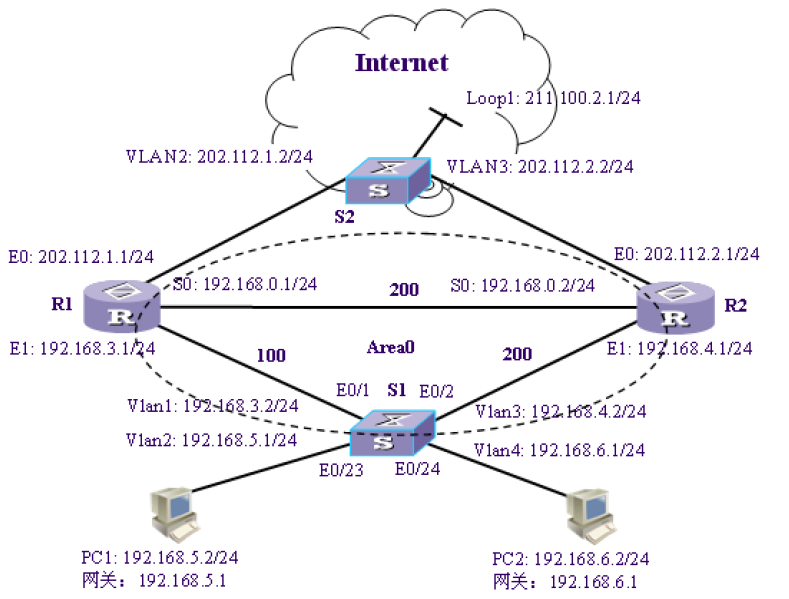 Internet
Loop1: 211.100.2.1/24
VLAN2: 202.112.1.2/24
VLAN3: 202.112.2.2/24
S
S2
E0: 202.112.1.1/24
E0: 202.112.2.1/24
S0: 192.168.0.1/24
200
S0: 192.168.0.2/24
R1
R
R
R2
E1: 192.168.3.1/24
100
Area0
200
E1: 192.168.4.1/24
E0/1
S1
E0/2
Vlan1: 192.168.3.2/24
Vlan3: 192.168.4.2/24
Vlan2: 192.168.5.1/24
S
Vlan4: 192.168.6.1/24
E0/23
E0/24
PC1: 192.168.5.2/24
网关：192.168.5.1
PC2: 192.168.6.2/24
网关：192.168.6.1